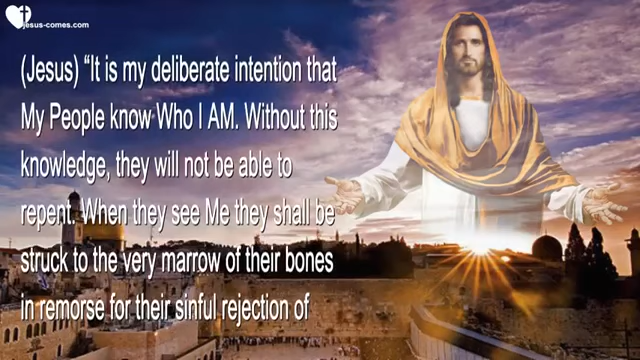 jesus-comes.com
(Jesus) “It is my deliberate intention that
My People know Who I AM. Without this
knowledge, they will not be able to
repent. When they see Me they shall be
struck to the very marrow of their bones
in remorse for their sinful rejection of